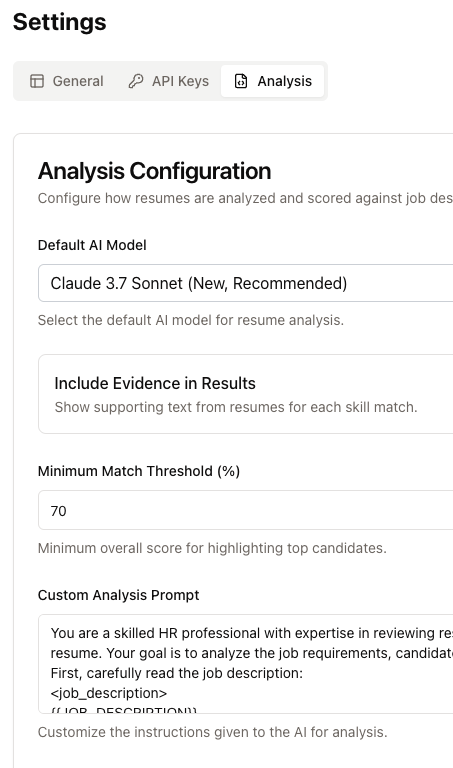 Settings
General API Keys Analysis
Analysis Configuration
Configure how resumes are analyzed and scored against job des
Default AI Model
Claude 3.7 Sonnet (New, Recommended)
Select the default AI model for resume analysis.
Include Evidence in Results
Show supporting text from resumes for each skill match.
Minimum Match Threshold (%)
70
Minimum overall score for highlighting top candidates.
Custom Analysis Prompt
You are a skilled HR professional with expertise in reviewing re
resume. Your goal is to analyze the job requirements, candidat
First, carefully read the job description:
<job_description>
{{JOB_DESCRIPTION}}
Customize the instructions given to the AI for analysis.